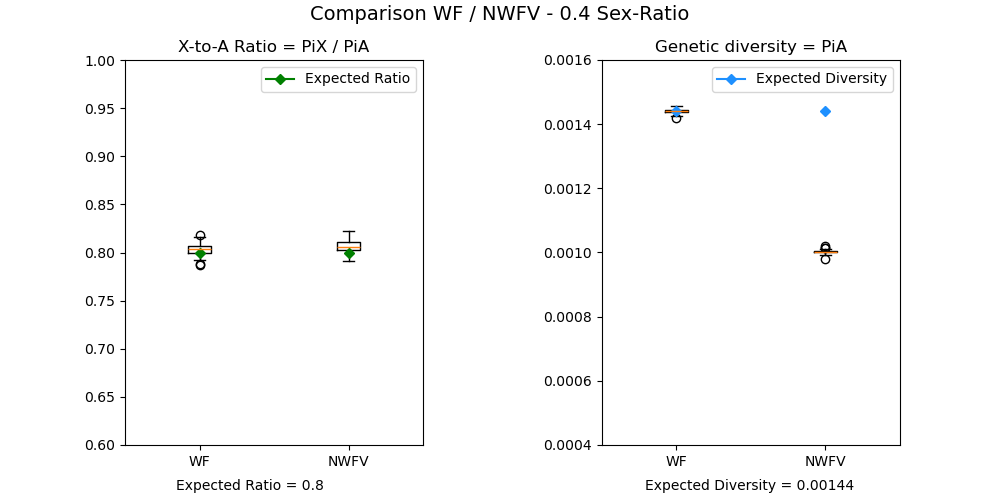 Comparison WF / NWFV - 0.4 Sex-Ratio
X-to-A Ratio = PiX / PiA
Expected Ratio
1.00
0.95
0.90
0.85
0.80
0.75
0.70
0.65
0.60
WF
NWFV
Expected Ratio = 0.8
Genetic diversity = PiA
Expected Diversity
0.0016
0.0014
0.0012
0.0010
0.0008
0.0006
0.0004
WF
NWFV
Expected Diversity = 0.00144